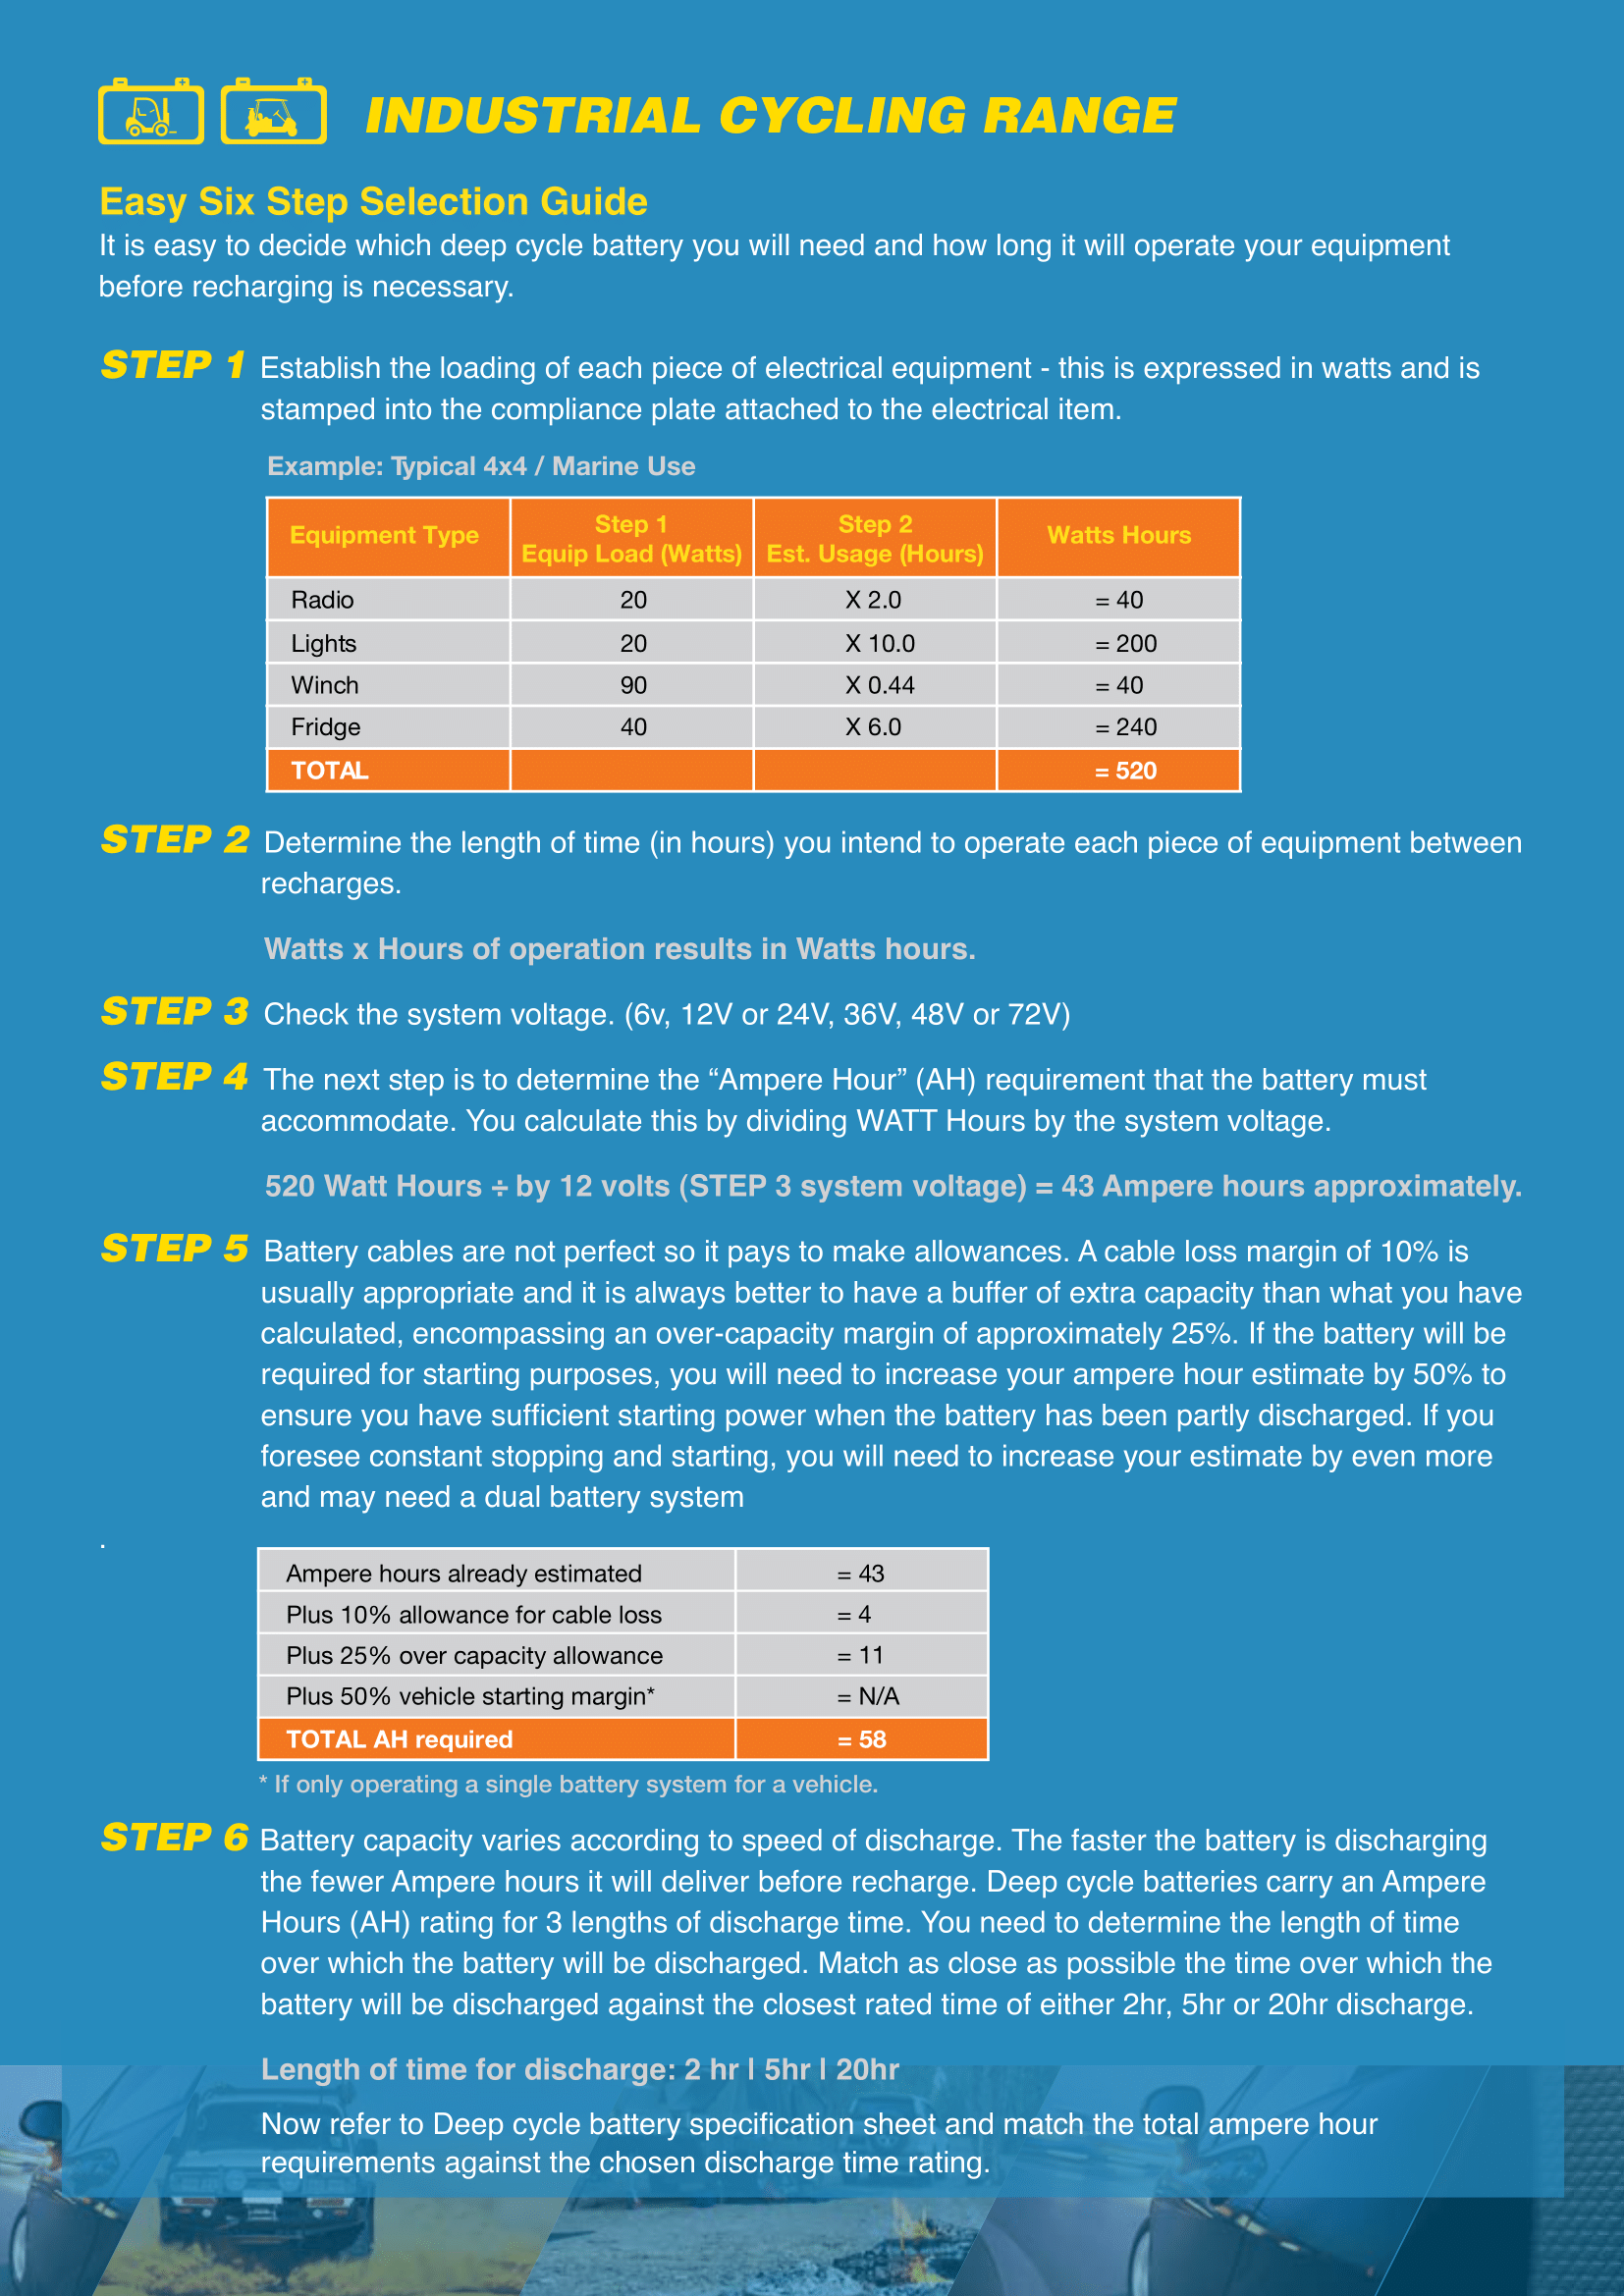 INDUSTRIAL CYCLING RANGE
Easy Six Step Selection Guide
It is easy to decide which deep cycle battery you will need and how long it will operate your equipment
before recharging is necessary.
STEP 1 Establish the loading of each piece of electrical equipment - this is expressed in watts and is
stamped into the compliance plate attached to the electrical item.
Example: Typical 4x4 / Marine Use
Equipment Type Step 1 Equip Load (Watts) Step 2 Est. Usage (Hours) Watts Hours
Radio 20 X 2.0 = 40
Lights 20 X 10.0 = 200
Winch 90 X 0.44 = 40
Fridge 40 X 6.0 = 240
TOTAL = 520
STEP 2 Determine the length of time (in hours) you intend to operate each piece of equipment between
recharges.
Watts x Hours of operation results in Watts hours.
STEP 3 Check the system voltage. (6v, 12V or 24V, 36V, 48V or 72V)
STEP 4 The next step is to determine the “Ampere Hour” (AH) requirement that the battery must
accommodate. You calculate this by dividing WATT Hours by the system voltage.
520 Watt Hours ÷ by 12 volts (STEP 3 system voltage) = 43 Ampere hours approximately.
STEP 5 Battery cables are not perfect so it pays to make allowances. A cable loss margin of 10% is
usually appropriate and it is always better to have a buffer of extra capacity than what you have
calculated, encompassing an over-capacity margin of approximately 25%. If the battery will be
required for starting purposes, you will need to increase your ampere hour estimate by 50% to
ensure you have sufficient starting power when the battery has been partly discharged. If you
foresee constant stopping and starting, you will need to increase your estimate by even more
and may need a dual battery system
.
Ampere hours already estimated = 43
Plus 10% allowance for cable loss = 4
Plus 25% over capacity allowance = 11
Plus 50% vehicle starting margin* = N/A
TOTAL AH required = 58
* If only operating a single battery system for a vehicle.
STEP 6 Battery capacity varies according to speed of discharge. The faster the battery is discharging
the fewer Ampere hours it will deliver before recharge. Deep cycle batteries carry an Ampere
Hours (AH) rating for 3 lengths of discharge time. You need to determine the length of time
over which the battery will be discharged. Match as close as possible the time over which the
battery will be discharged against the closest rated time of either 2hr, 5hr or 20hr discharge.
Length of time for discharge: 2 hr l 5hr l 20hr
Now refer to Deep cycle battery specification sheet and match the total ampere hour
requirements against the chosen discharge time rating.